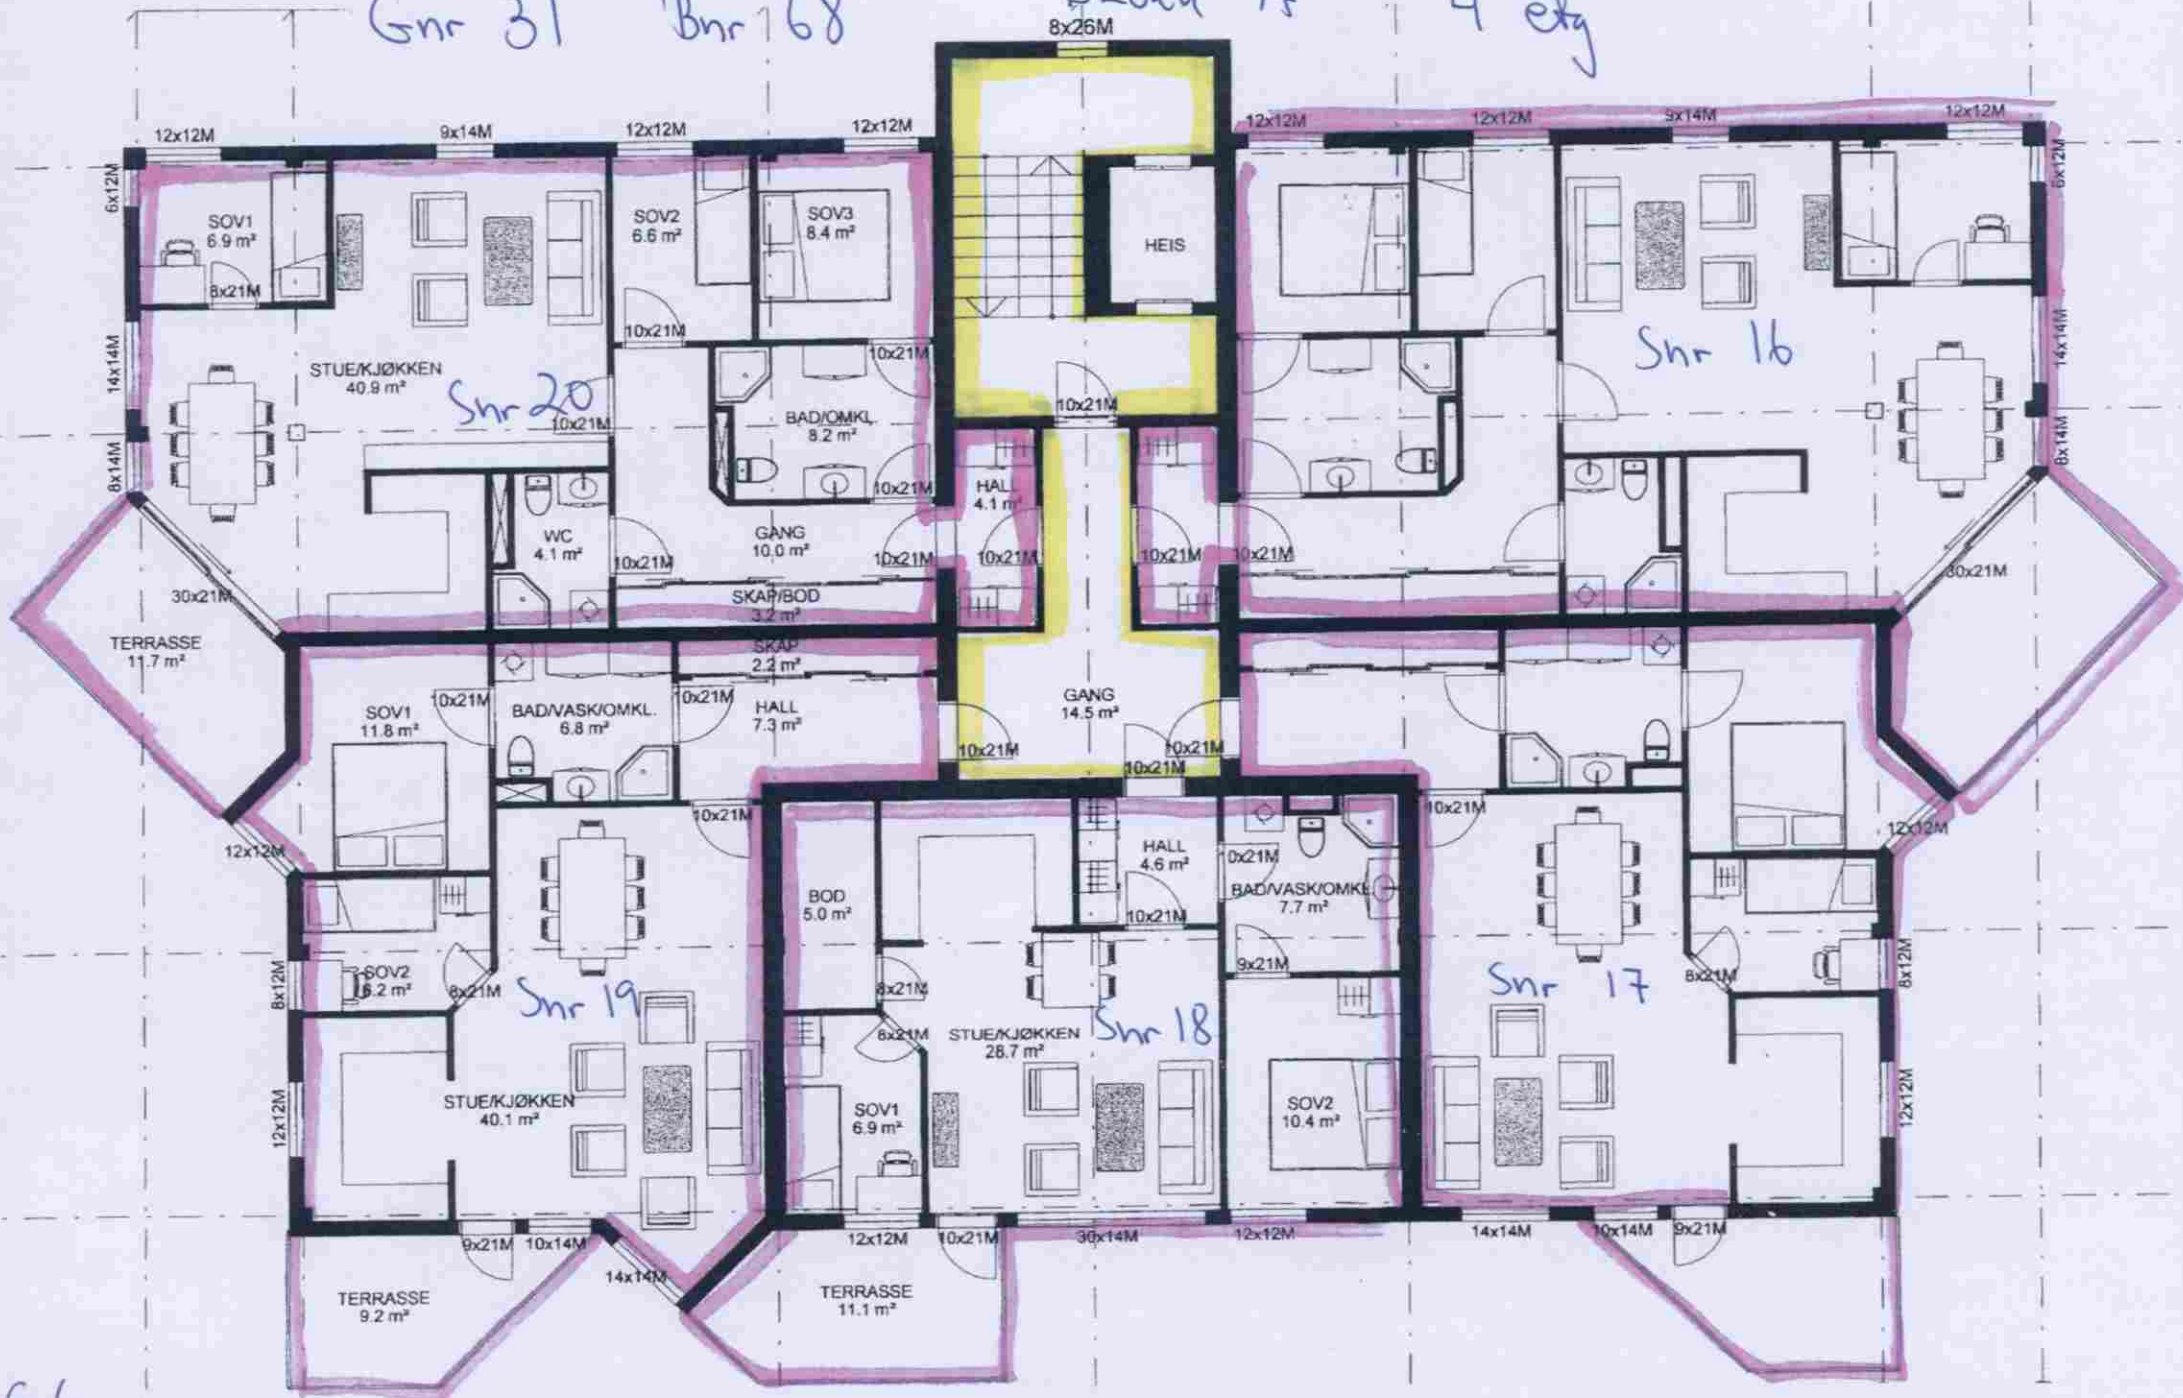 Gnr 31 Bnr 68 4 etg
8x26M
12x12M 9x14M 12x12M 12x12M
12x12M 12x12M 9x14M 12x12M
6x12M
6x12M
SOV1
6.9 m²
8x21M
SOV2
6.6 m²
10x21M
SOV3
8.4 m²
HEIS
14x14M
STUE/KJØKKEN
40.9 m²
Snr 20
10x21M
10x21M
BAD/OMKL.
8.2 m²
10x21M
10x21M
Snr 16
14x14M
8x14M
8x14M
HALL
4.1 m²
WC
4.1 m²
GANG
10.0 m²
10x21M
10x21M
10x21M
10x21M
10x21M
30x21M
30x21M
SKAP/BOD
3.2 m²
TERRASSE
11.7 m²
SKAP
2.2 m²
SOV1
11.8 m²
10x21M
BAD/VASK/OMKL.
6.8 m²
10x21M
HALL
7.3 m²
GANG
14.5 m²
10x21M
10x21M
10x21M
10x21M
10x21M
12x12M
12x12M
BOD
5.0 m²
HALL
4.6 m²
10x21M
0x21M
BAD/VASK/OMKL
7.7 m²
9x21M
8x12M
SOV2
6.2 m²
8x21M
Snr 19
8x21M
8x21M
STUE/KJØKKEN
28.7 m²
Snr 18
Snr 17
8x21M
8x12M
12x12M
STUE/KJØKKEN
40.1 m²
SOV1
6.9 m²
SOV2
10.4 m²
12x12M
9x21M 10x14M 14x14M
12x12M 10x21M 30x14M 12x12M
14x14M 10x14M 9x21M
TERRASSE
9.2 m²
TERRASSE
11.1 m²